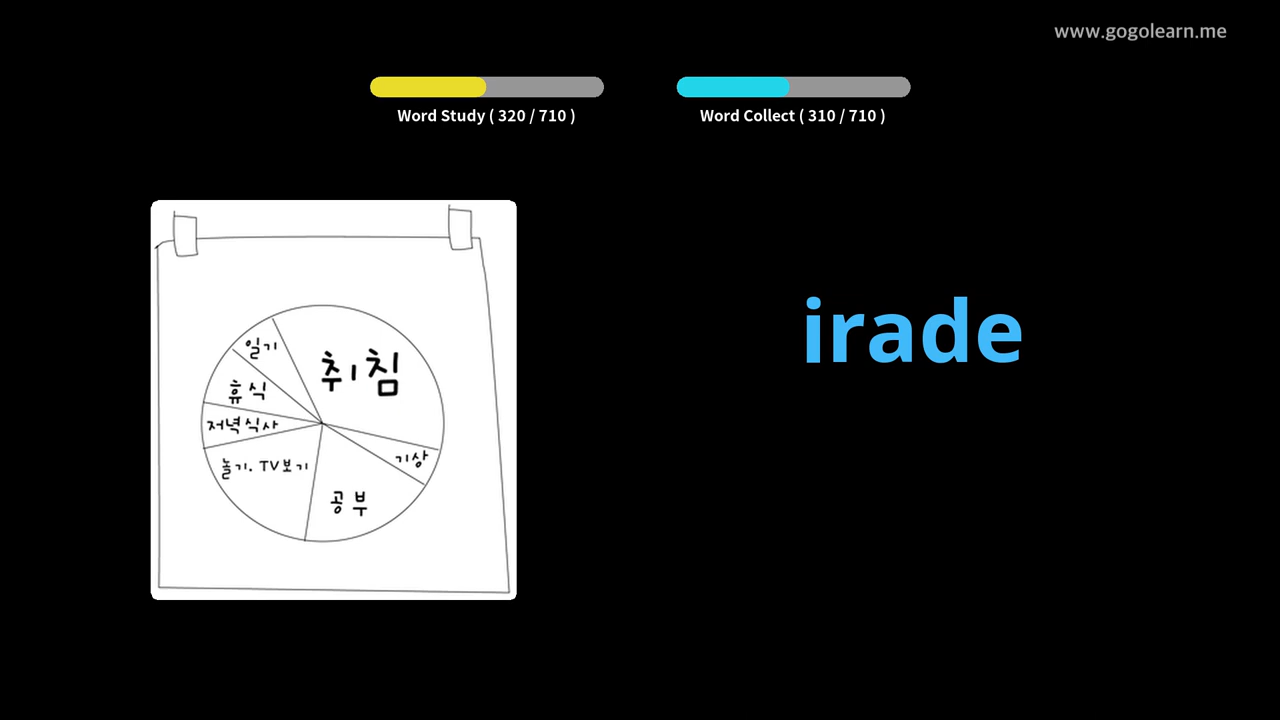 www.gogolearn.me
Word Study ( 320 / 710 )
Word Collect ( 310 / 710 )
일기
취침
휴식
저녁식사
놀기. TV보기
기상
공부
irade